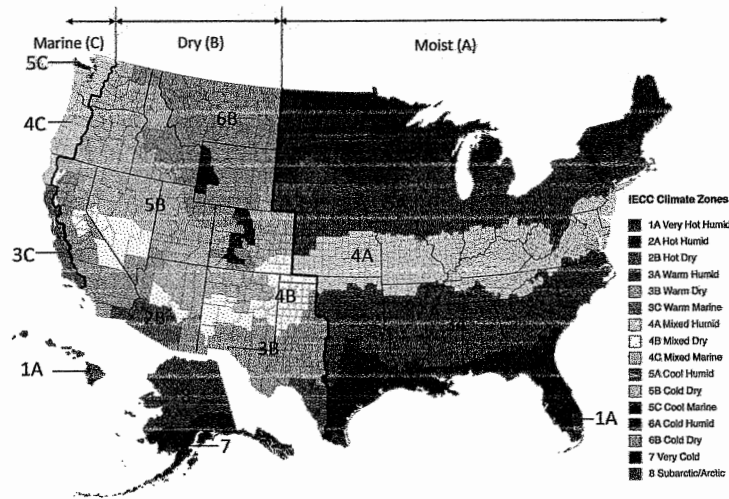 Marine (C)
Dry (B)
Moist (A)
5C
4C
6B
5B
3C
4A
4B
2B
3B
1A
8
7
1A
IECC Climate Zones
1A Very Hot Humid
2A Hot Humid
2B Hot Dry
3A Warm Humid
3B Warm Dry
3C Warm Marine
4A Mixed Humid
4B Mixed Dry
4C Mixed Marine
5A Cool Humid
5B Cold Dry
5C Cool Marine
6A Cold Humid
6B Cold Dry
7 Very Cold
8 Subarctic/Arctic